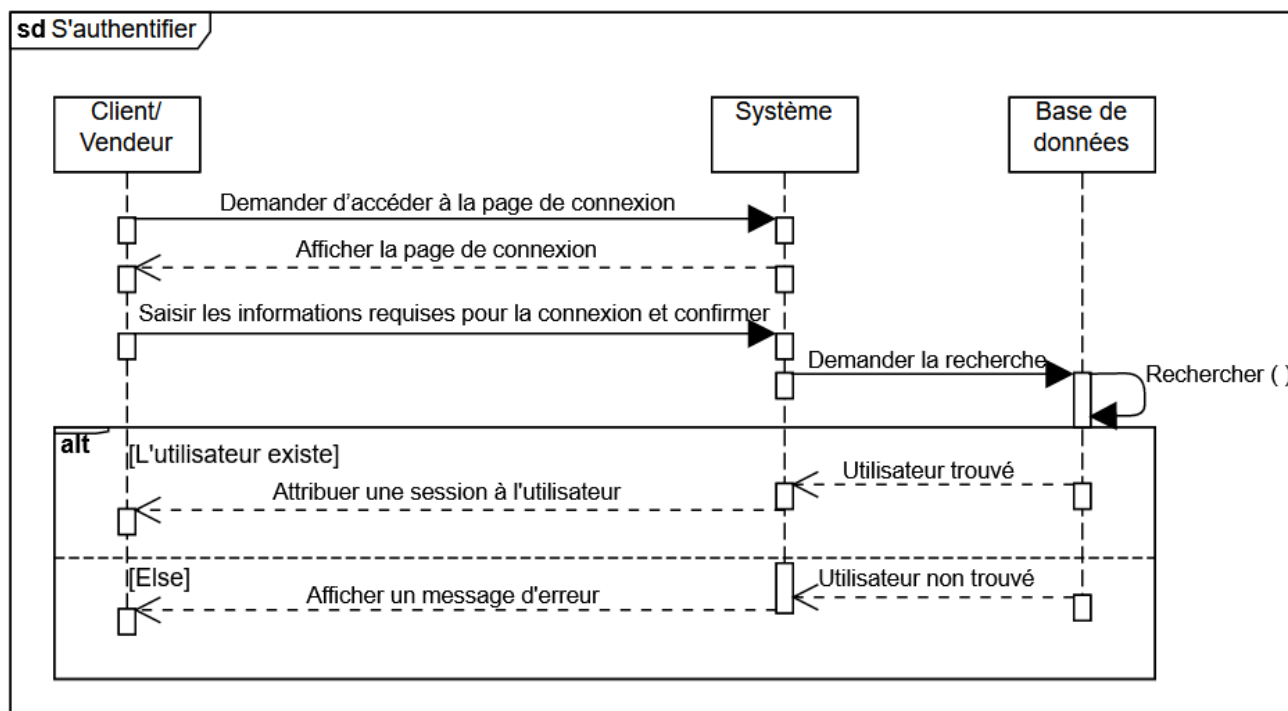 sd S'authentifier
Client/
Vendeur
Système
Base de
données
Demander d’accéder à la page de connexion
Afficher la page de connexion
Saisir les informations requises pour la connexion et confirmer
Demander la recherche
Rechercher ( )
alt
[L'utilisateur existe]
Utilisateur trouvé
Attribuer une session à l'utilisateur
[Else]
Utilisateur non trouvé
Afficher un message d'erreur